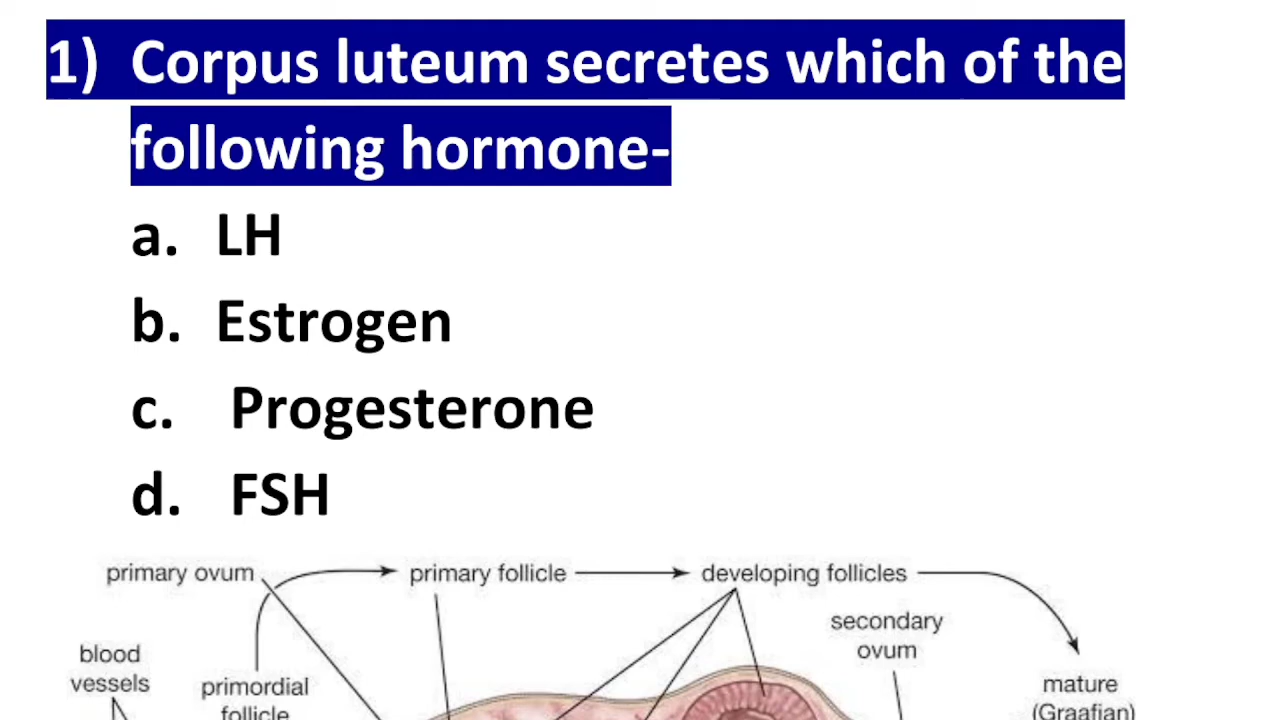 1) Corpus luteum secretes which of the
following hormone-
a. LH
b. Estrogen
c. Progesterone
d. FSH
primary ovum
primary follicle
developing follicles
secondary
ovum
blood
vessels
primordial
follicle
mature
(Graafian)